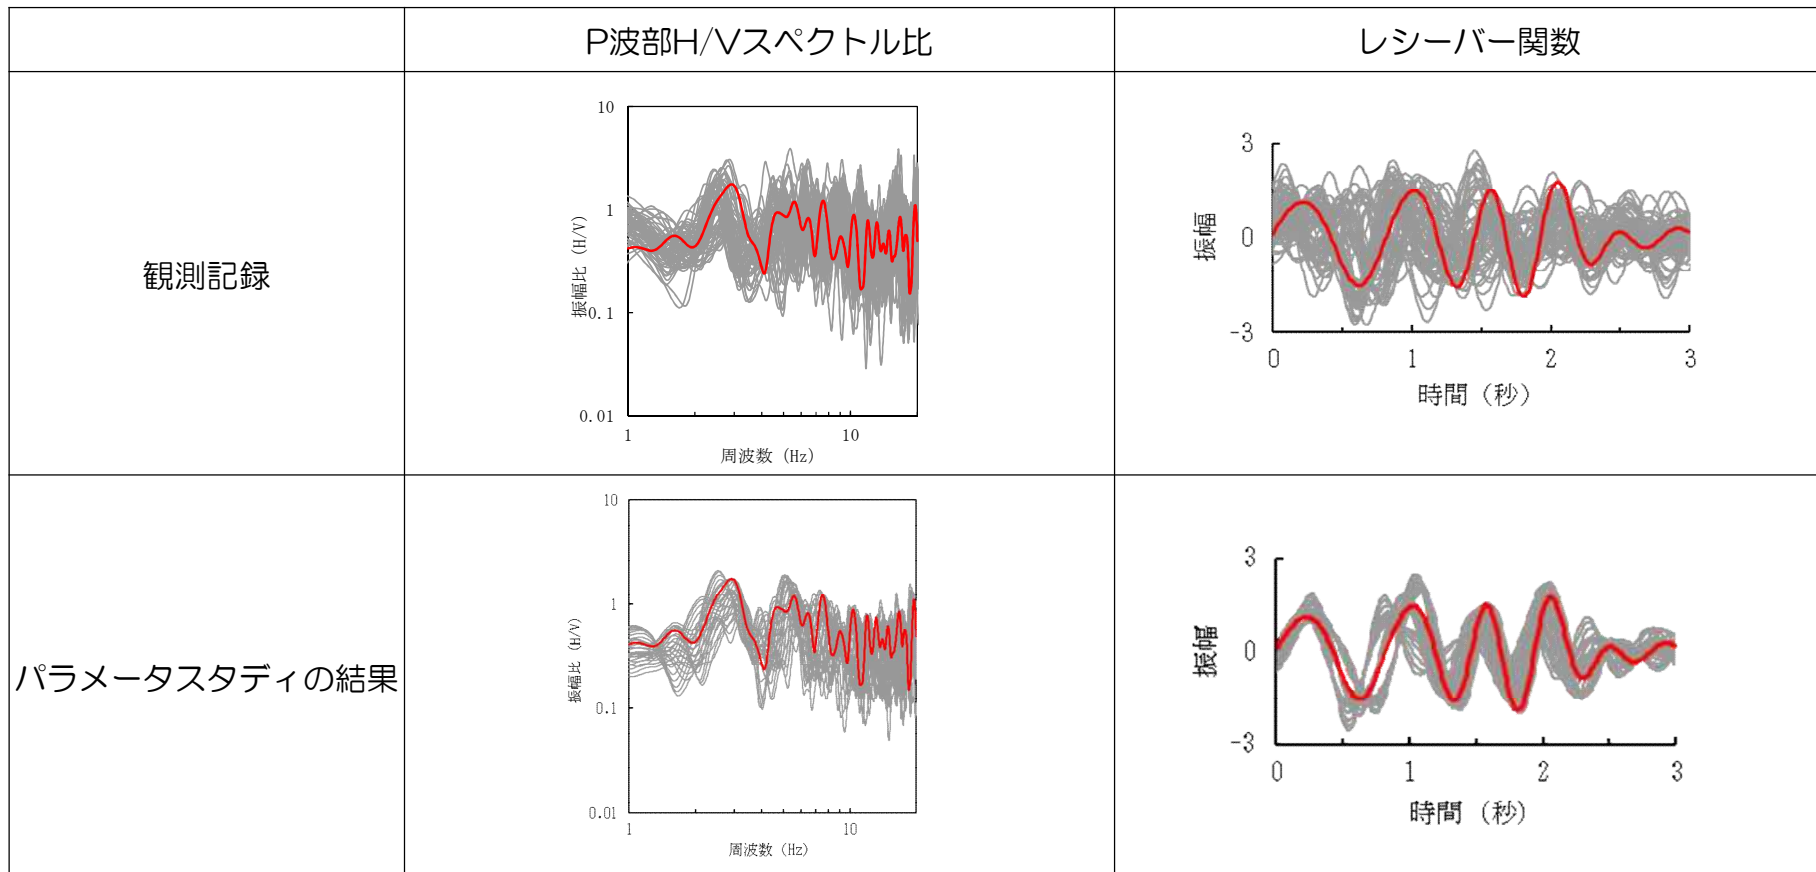 P波部H/Vスペクトル比
レシーバー関数
観測記録
10
1
0.1
0.01
振幅比 (H/V)
1
10
周波数 (Hz)
3
0
-3
振幅
0
1
2
3
時間 (秒)
パラメータスタディの結果
10
1
0.1
0.01
振幅比 (H/V)
1
10
周波数 (Hz)
3
0
-3
振幅
0
1
2
3
時間 (秒)